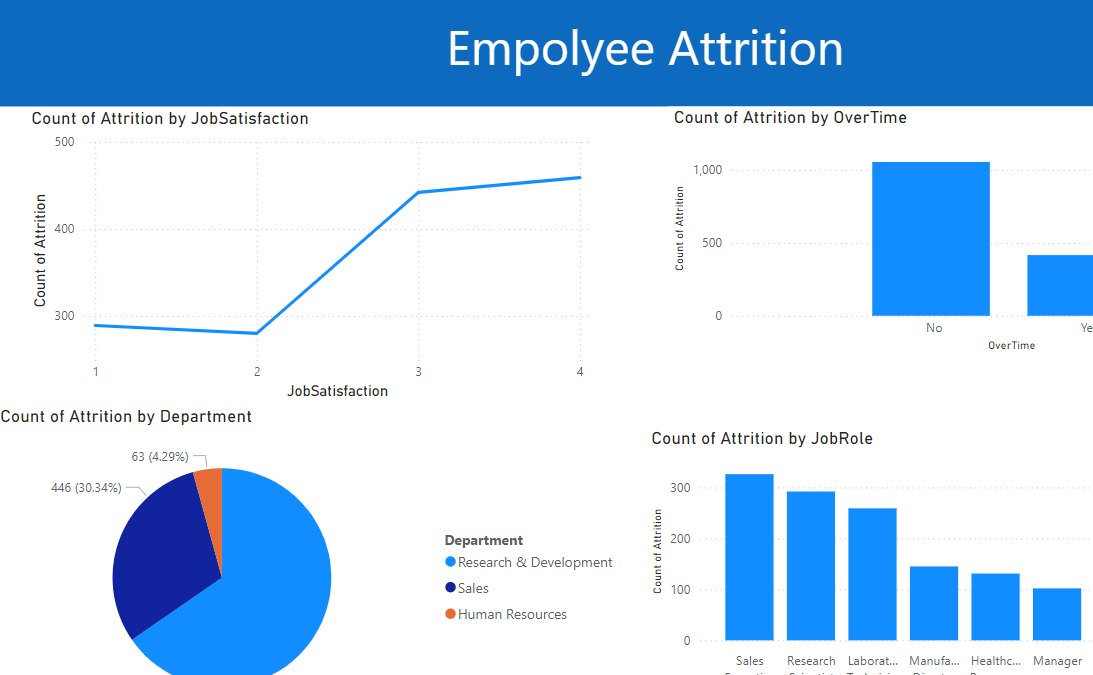 Empolyee Attrition
Count of Attrition by JobSatisfaction
500
400
300
Count of Attrition
1 2 3 4
JobSatisfaction
Count of Attrition by OverTime
1,000
500
0
Count of Attrition
No
OverTime
Count of Attrition by Department
63 (4.29%)
446 (30.34%)
Department
Research & Development
Sales
Human Resources
Count of Attrition by JobRole
300
200
100
0
Count of Attrition
Sales Research Laborat... Manufa... Healthc... Manager